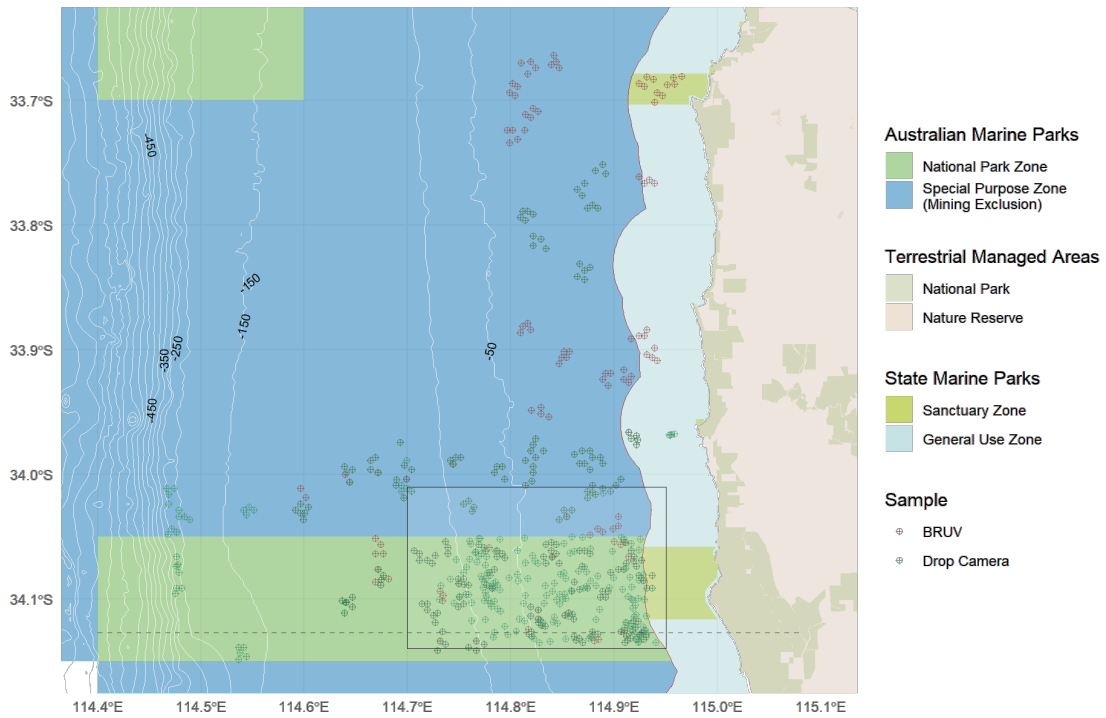 33.7°S
33.8°S
33.9°S
34.0°S
34.1°S
-450
-150
-150
-250
-350
-50
-450
114.4°E
114.5°E
114.6°E
114.7°E
114.8°E
114.9°E
115.0°E
115.1°E
Australian Marine Parks
National Park Zone
Special Purpose Zone
(Mining Exclusion)
Terrestrial Managed Areas
National Park
Nature Reserve
State Marine Parks
Sanctuary Zone
General Use Zone
Sample
BRUV
Drop Camera